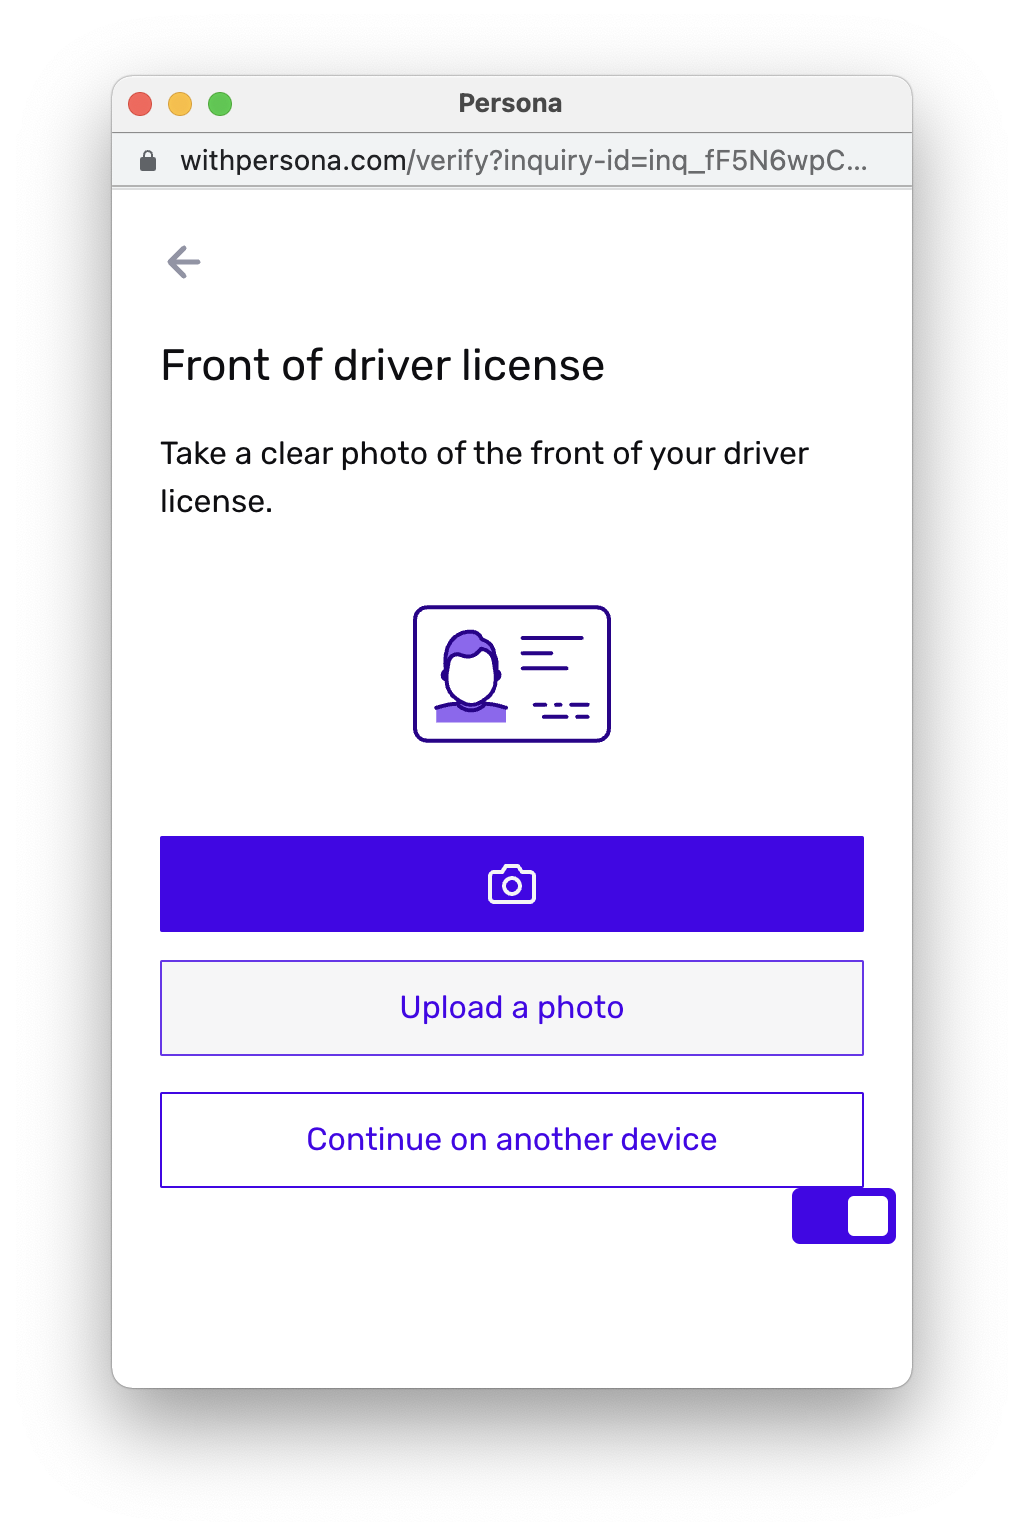 Persona
withpersona.com/verify?inquiry-id=inq_fF5N6wpC...
Front of driver license
Take a clear photo of the front of your driver
license.
Upload a photo
Continue on another device